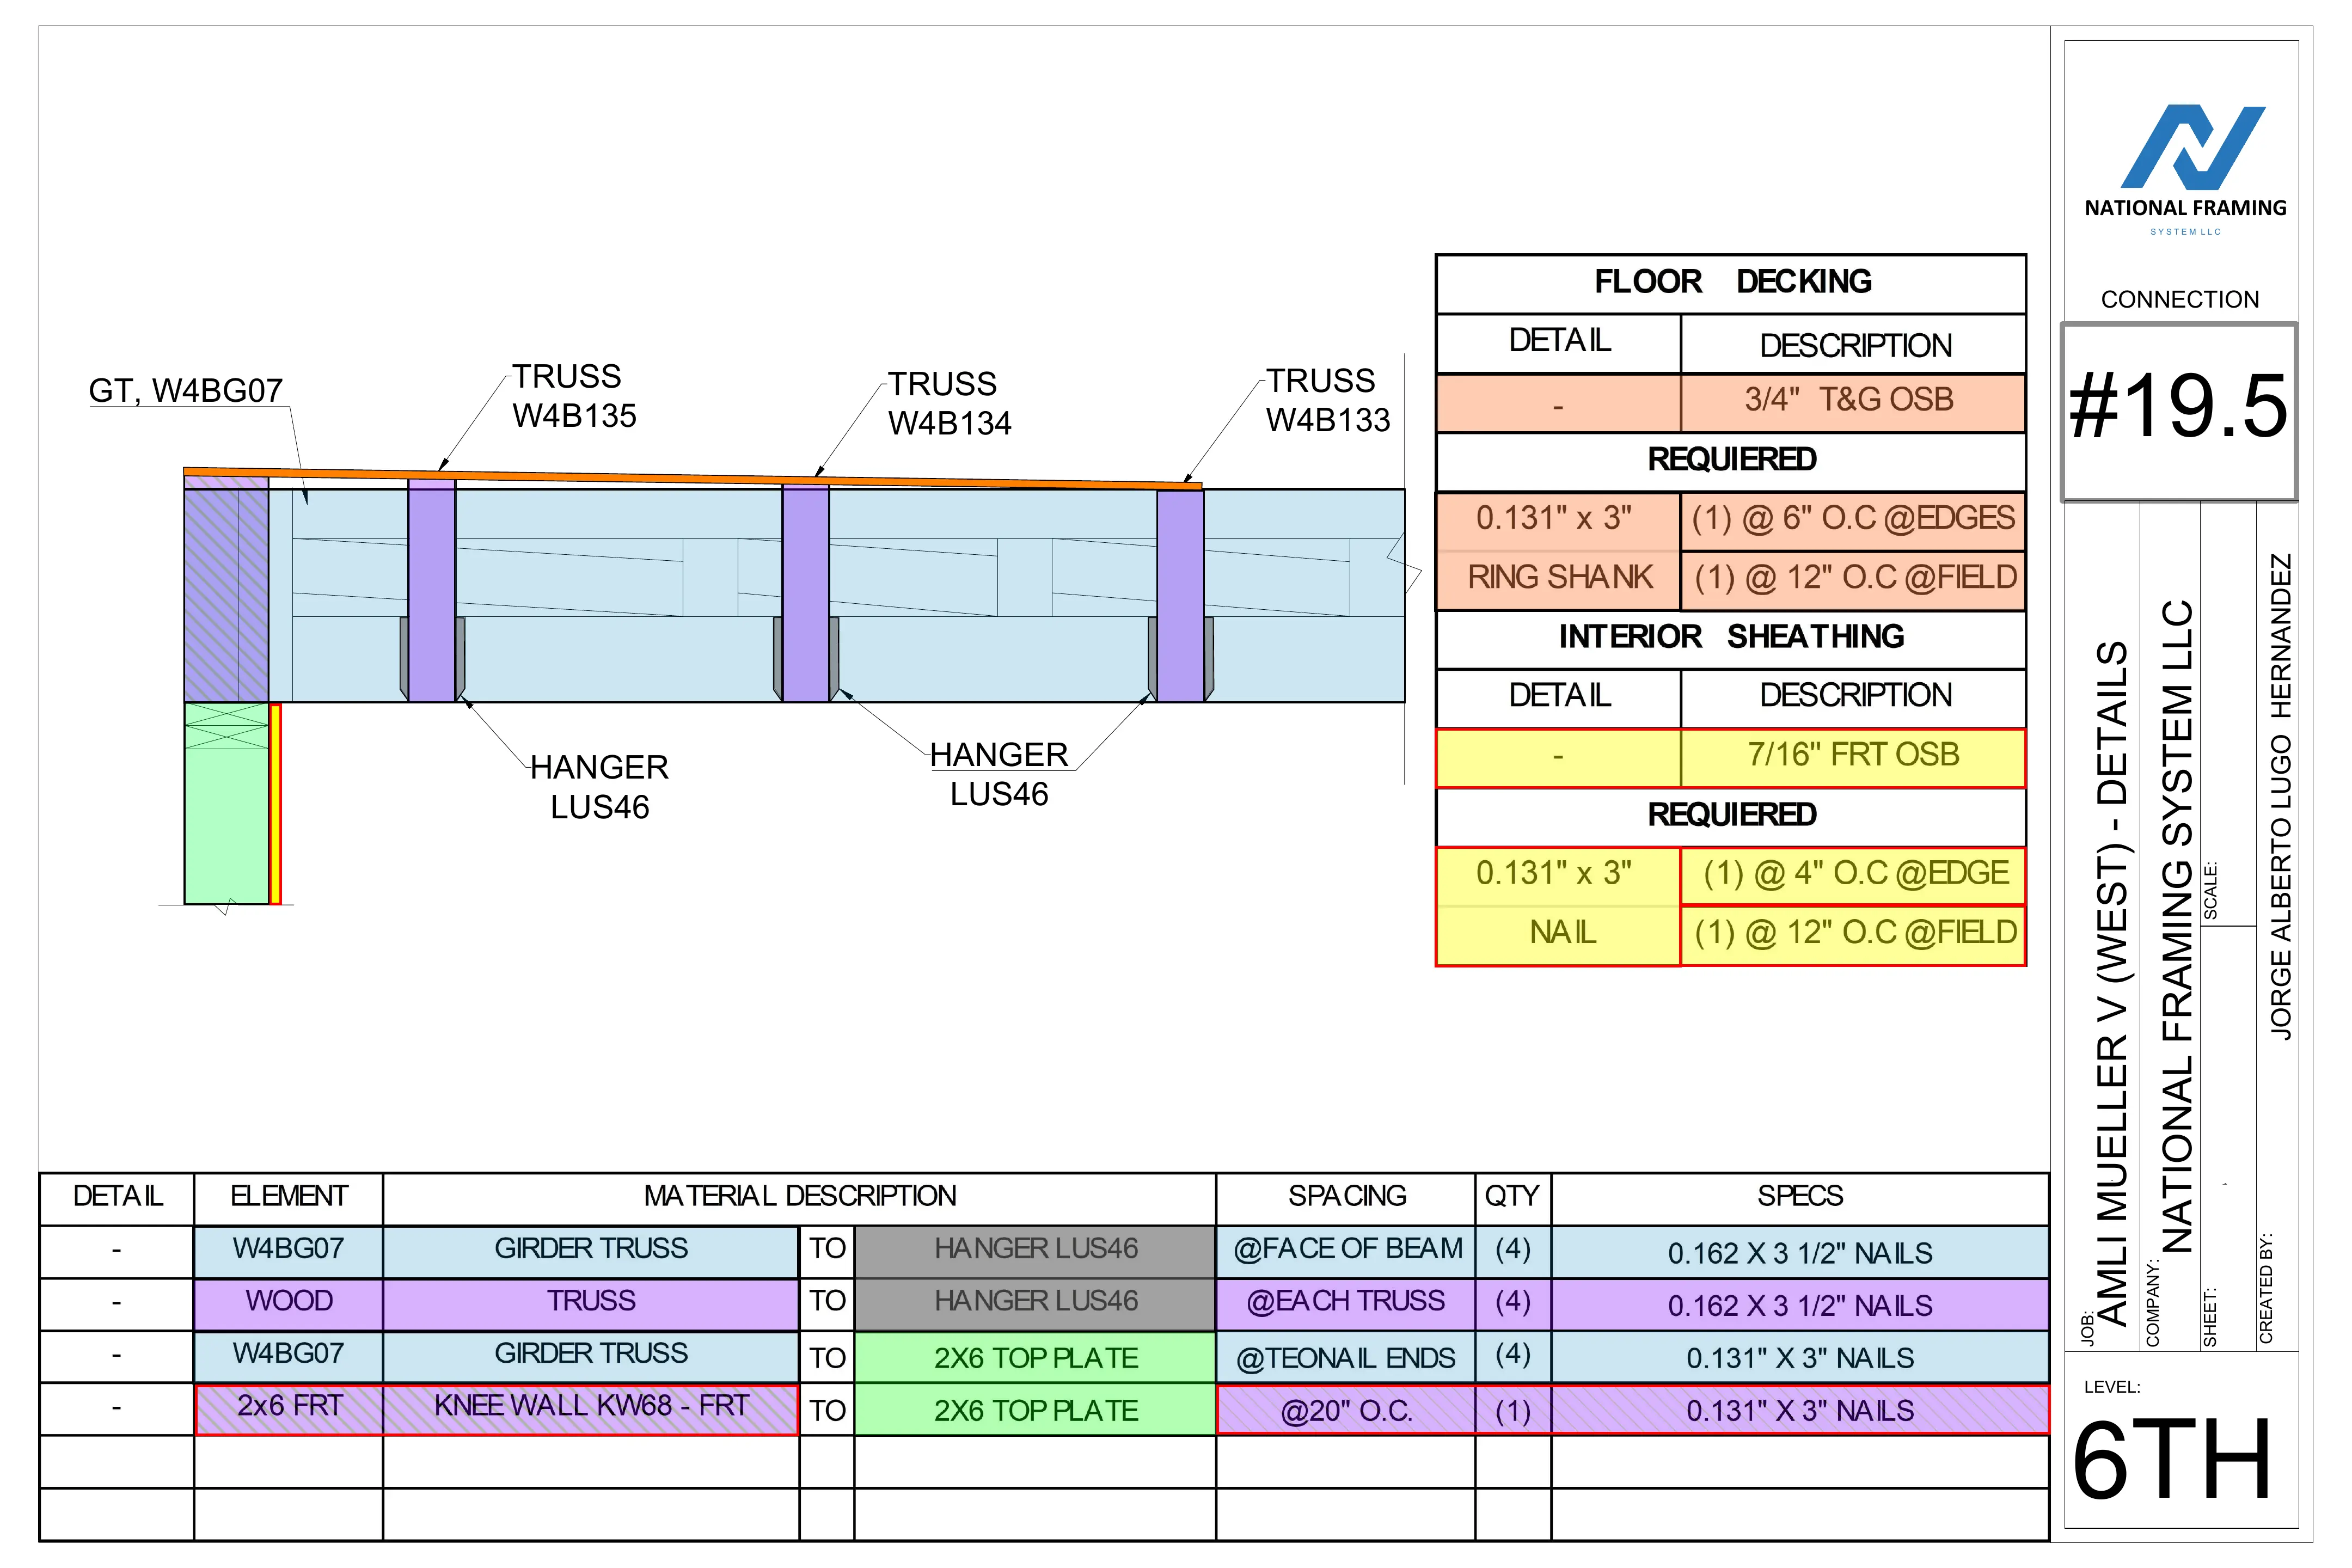 GT, W4BG07
TRUSS
W4B135
TRUSS
W4B134
TRUSS
W4B133
HANGER
LUS46
HANGER
LUS46
FLOOR DECKING
DETAIL DESCRIPTION
- 3/4" T&G OSB
REQUIERED
0.131" x 3" (1) @ 6" O.C @EDGES
RING SHANK (1) @ 12" O.C @FIELD
INTERIOR SHEATHING
DETAIL DESCRIPTION
- 7/16" FRT OSB
REQUIERED
0.131" x 3" (1) @ 4" O.C @EDGE
NAIL (1) @ 12" O.C @FIELD
DETAIL ELEMENT MATERIAL DESCRIPTION SPACING QTY SPECS
- W4BG07 GIRDER TRUSS TO HANGER LUS46 @FACE OF BEAM (4) 0.162 X 3 1/2" NAILS
- WOOD TRUSS TO HANGER LUS46 @EACH TRUSS (4) 0.162 X 3 1/2" NAILS
- W4BG07 GIRDER TRUSS TO 2X6 TOP PLATE @TEONAIL ENDS (4) 0.131" X 3" NAILS
- 2x6 FRT KNEE WALL KW68 - FRT TO 2X6 TOP PLATE @20" O.C. (1) 0.131" X 3" NAILS
NATIONAL FRAMING
SYSTEM LLC
CONNECTION
#19.5
JOB: AMLI MUELLER V (WEST) - DETAILS
COMPANY: NATIONAL FRAMING SYSTEM LLC
SCALE:
SHEET:
CREATED BY: JORGE ALBERTO LUGO HERNANDEZ
LEVEL:
6TH